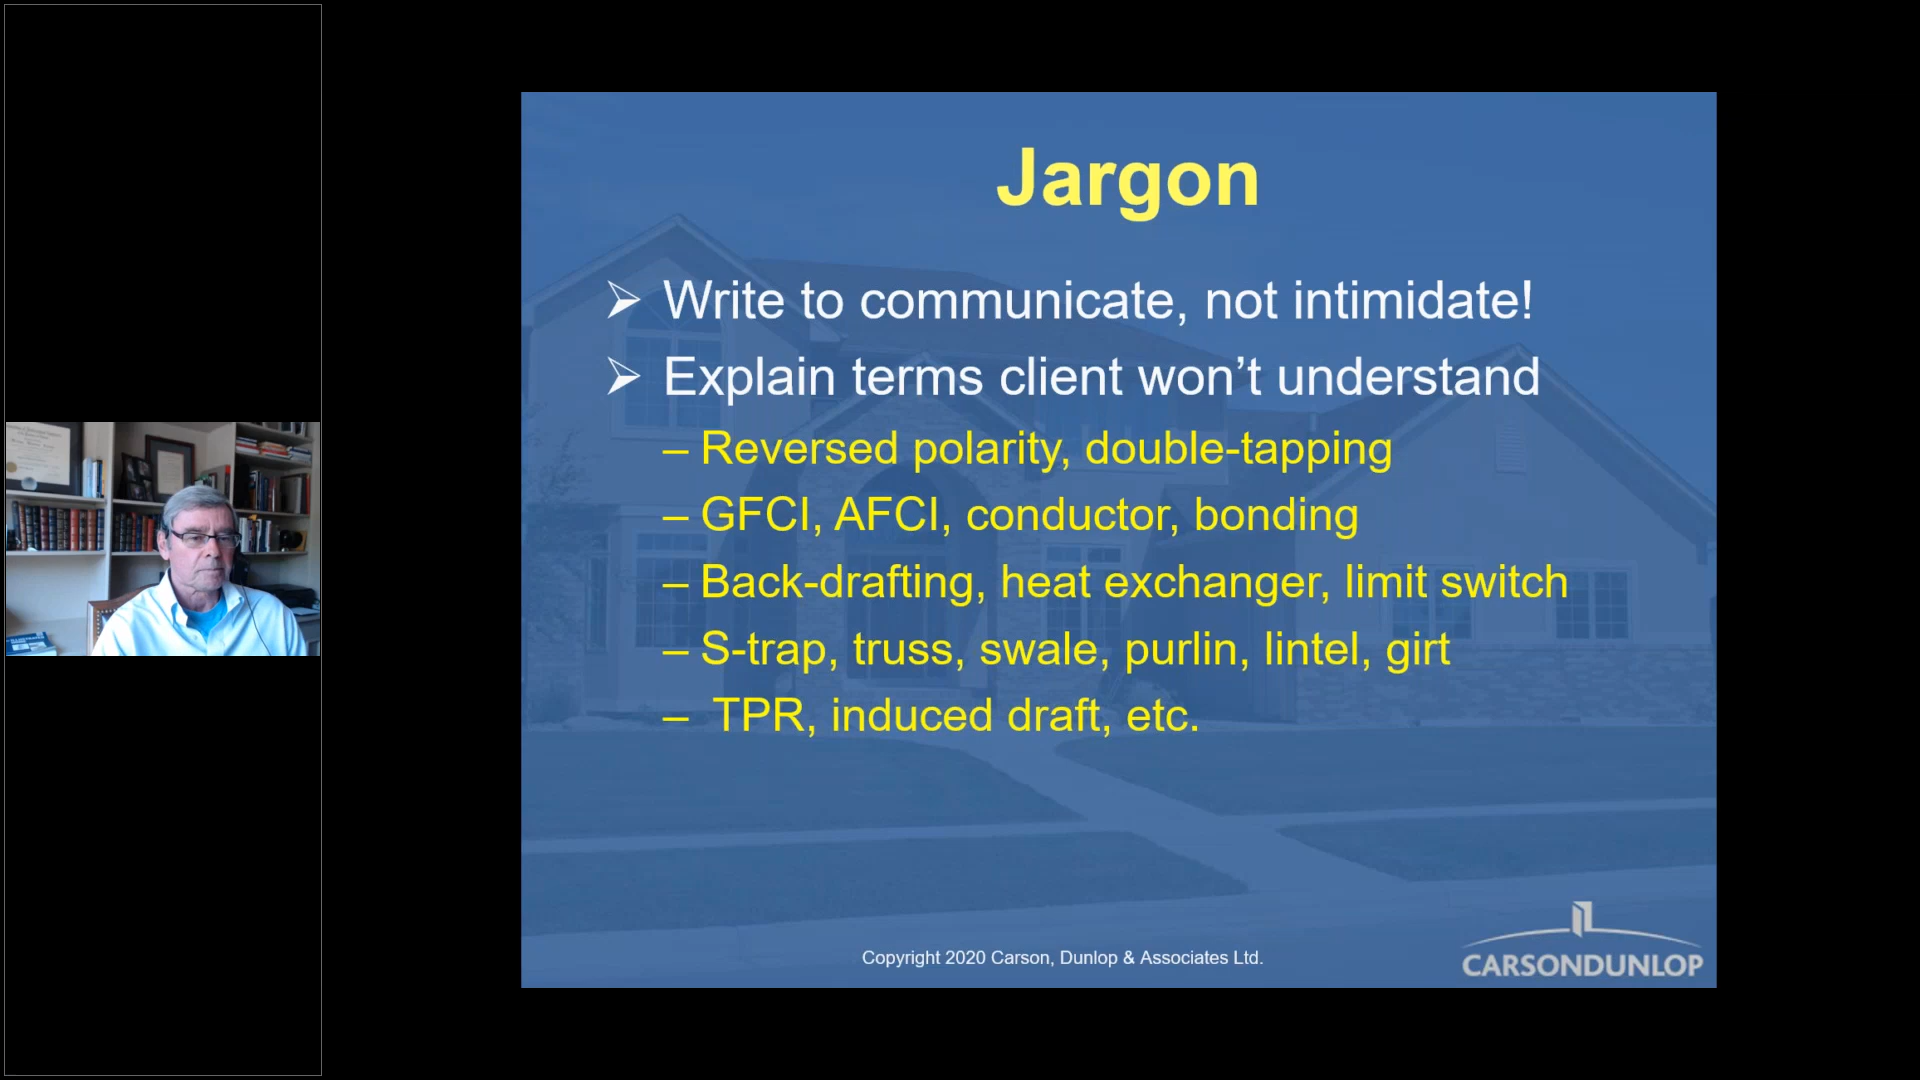 Jargon
➢ Write to communicate, not intimidate!
➢ Explain terms client won’t understand
– Reversed polarity, double-tapping
– GFCI, AFCI, conductor, bonding
– Back-drafting, heat exchanger, limit switch
– S-trap, truss, swale, purlin, lintel, girt
– TPR, induced draft, etc.
Copyright 2020 Carson, Dunlop & Associates Ltd.
CARSONDUNLOP